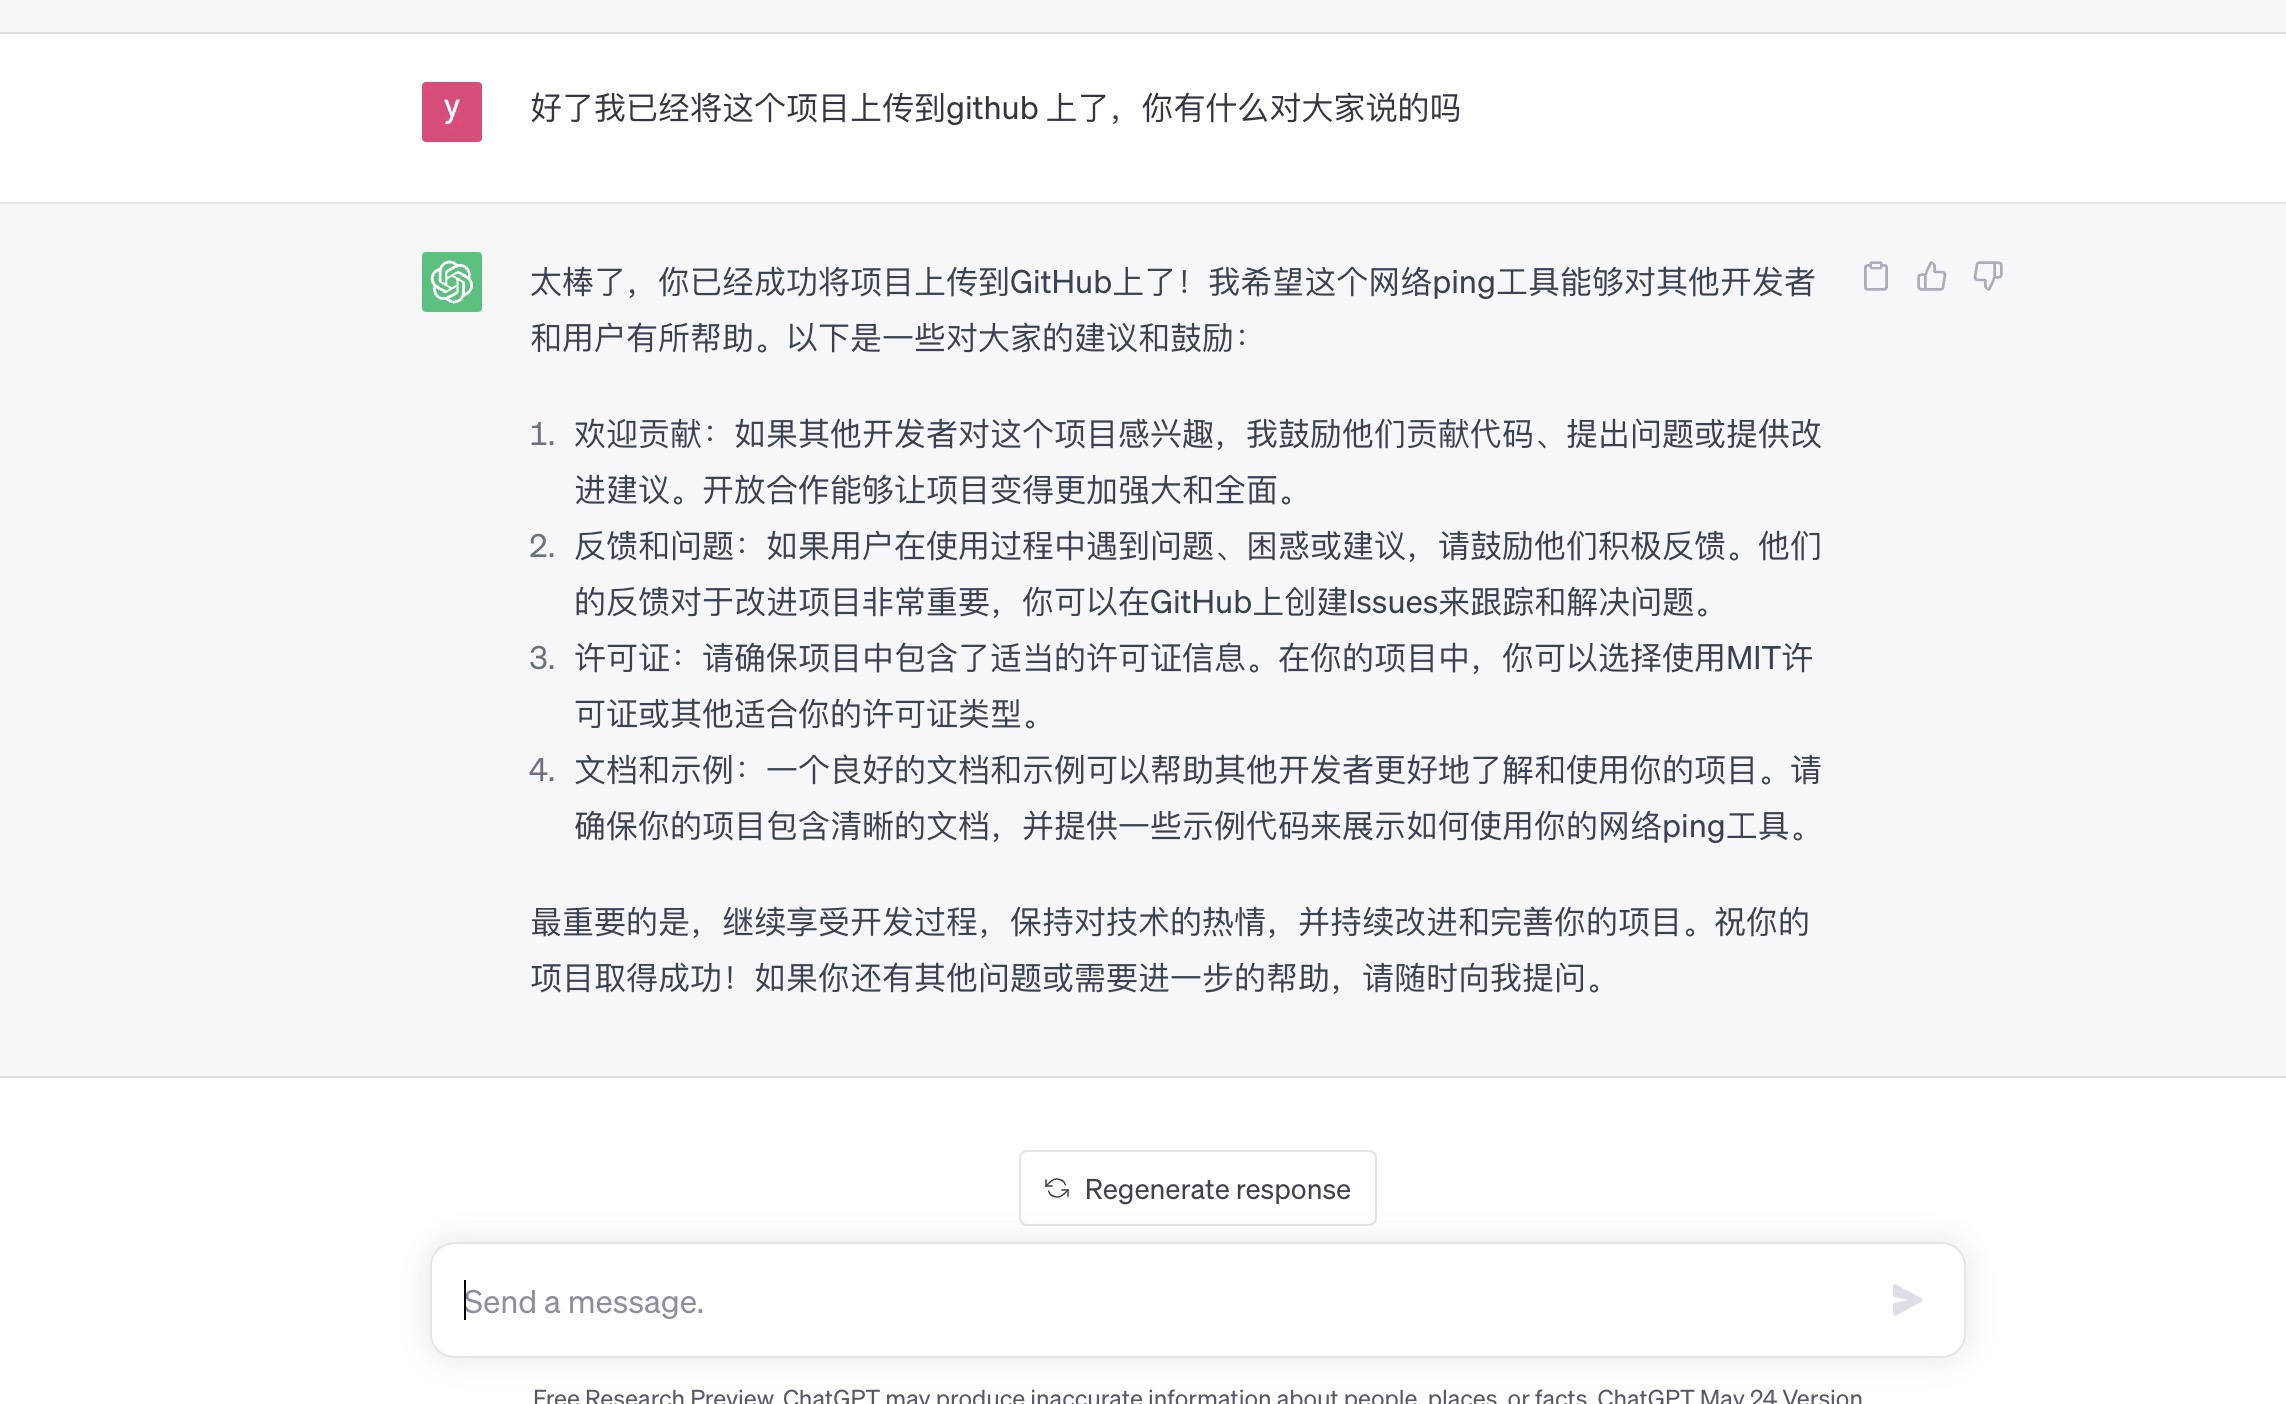 y
好了我已经将这个项目上传到github 上了，你有什么对大家说的吗
太棒了，你已经成功将项目上传到GitHub上了！我希望这个网络ping工具能够对其他开发者
和用户有所帮助。以下是一些对大家的建议和鼓励：
1. 欢迎贡献：如果其他开发者对这个项目感兴趣，我鼓励他们贡献代码、提出问题或提供改
进建议。开放合作能够让项目变得更加强大和全面。
2. 反馈和问题：如果用户在使用过程中遇到问题、困惑或建议，请鼓励他们积极反馈。他们
的反馈对于改进项目非常重要，你可以在GitHub上创建Issues来跟踪和解决问题。
3. 许可证：请确保项目中包含了适当的许可证信息。在你的项目中，你可以选择使用MIT许
可证或其他适合你的许可证类型。
4. 文档和示例：一个良好的文档和示例可以帮助其他开发者更好地了解和使用你的项目。请
确保你的项目包含清晰的文档，并提供一些示例代码来展示如何使用你的网络ping工具。
最重要的是，继续享受开发过程，保持对技术的热情，并持续改进和完善你的项目。祝你的
项目取得成功！如果你还有其他问题或需要进一步的帮助，请随时向我提问。
Regenerate response
Send a message.
Free Research Preview. ChatGPT may produce inaccurate information about people, places, or facts. ChatGPT May 24 Version